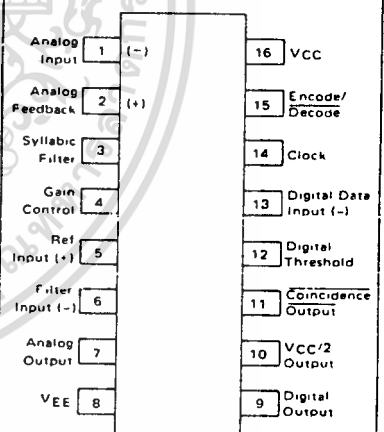 Analog
Input
1
(-)
16
VCC
Analog
Feedback
2
(+)
15
Encode/
Decode
Syllabic
Filter
3
14
Clock
Gain
Control
4
13
Digital Data
Input (-)
Ref
Input (+)
5
12
Digital
Threshold
Filter
Input (-)
6
11
Coincidence
Output
Analog
Output
7
10
VCC/2
Output
VEE
8
9
Digital
Output